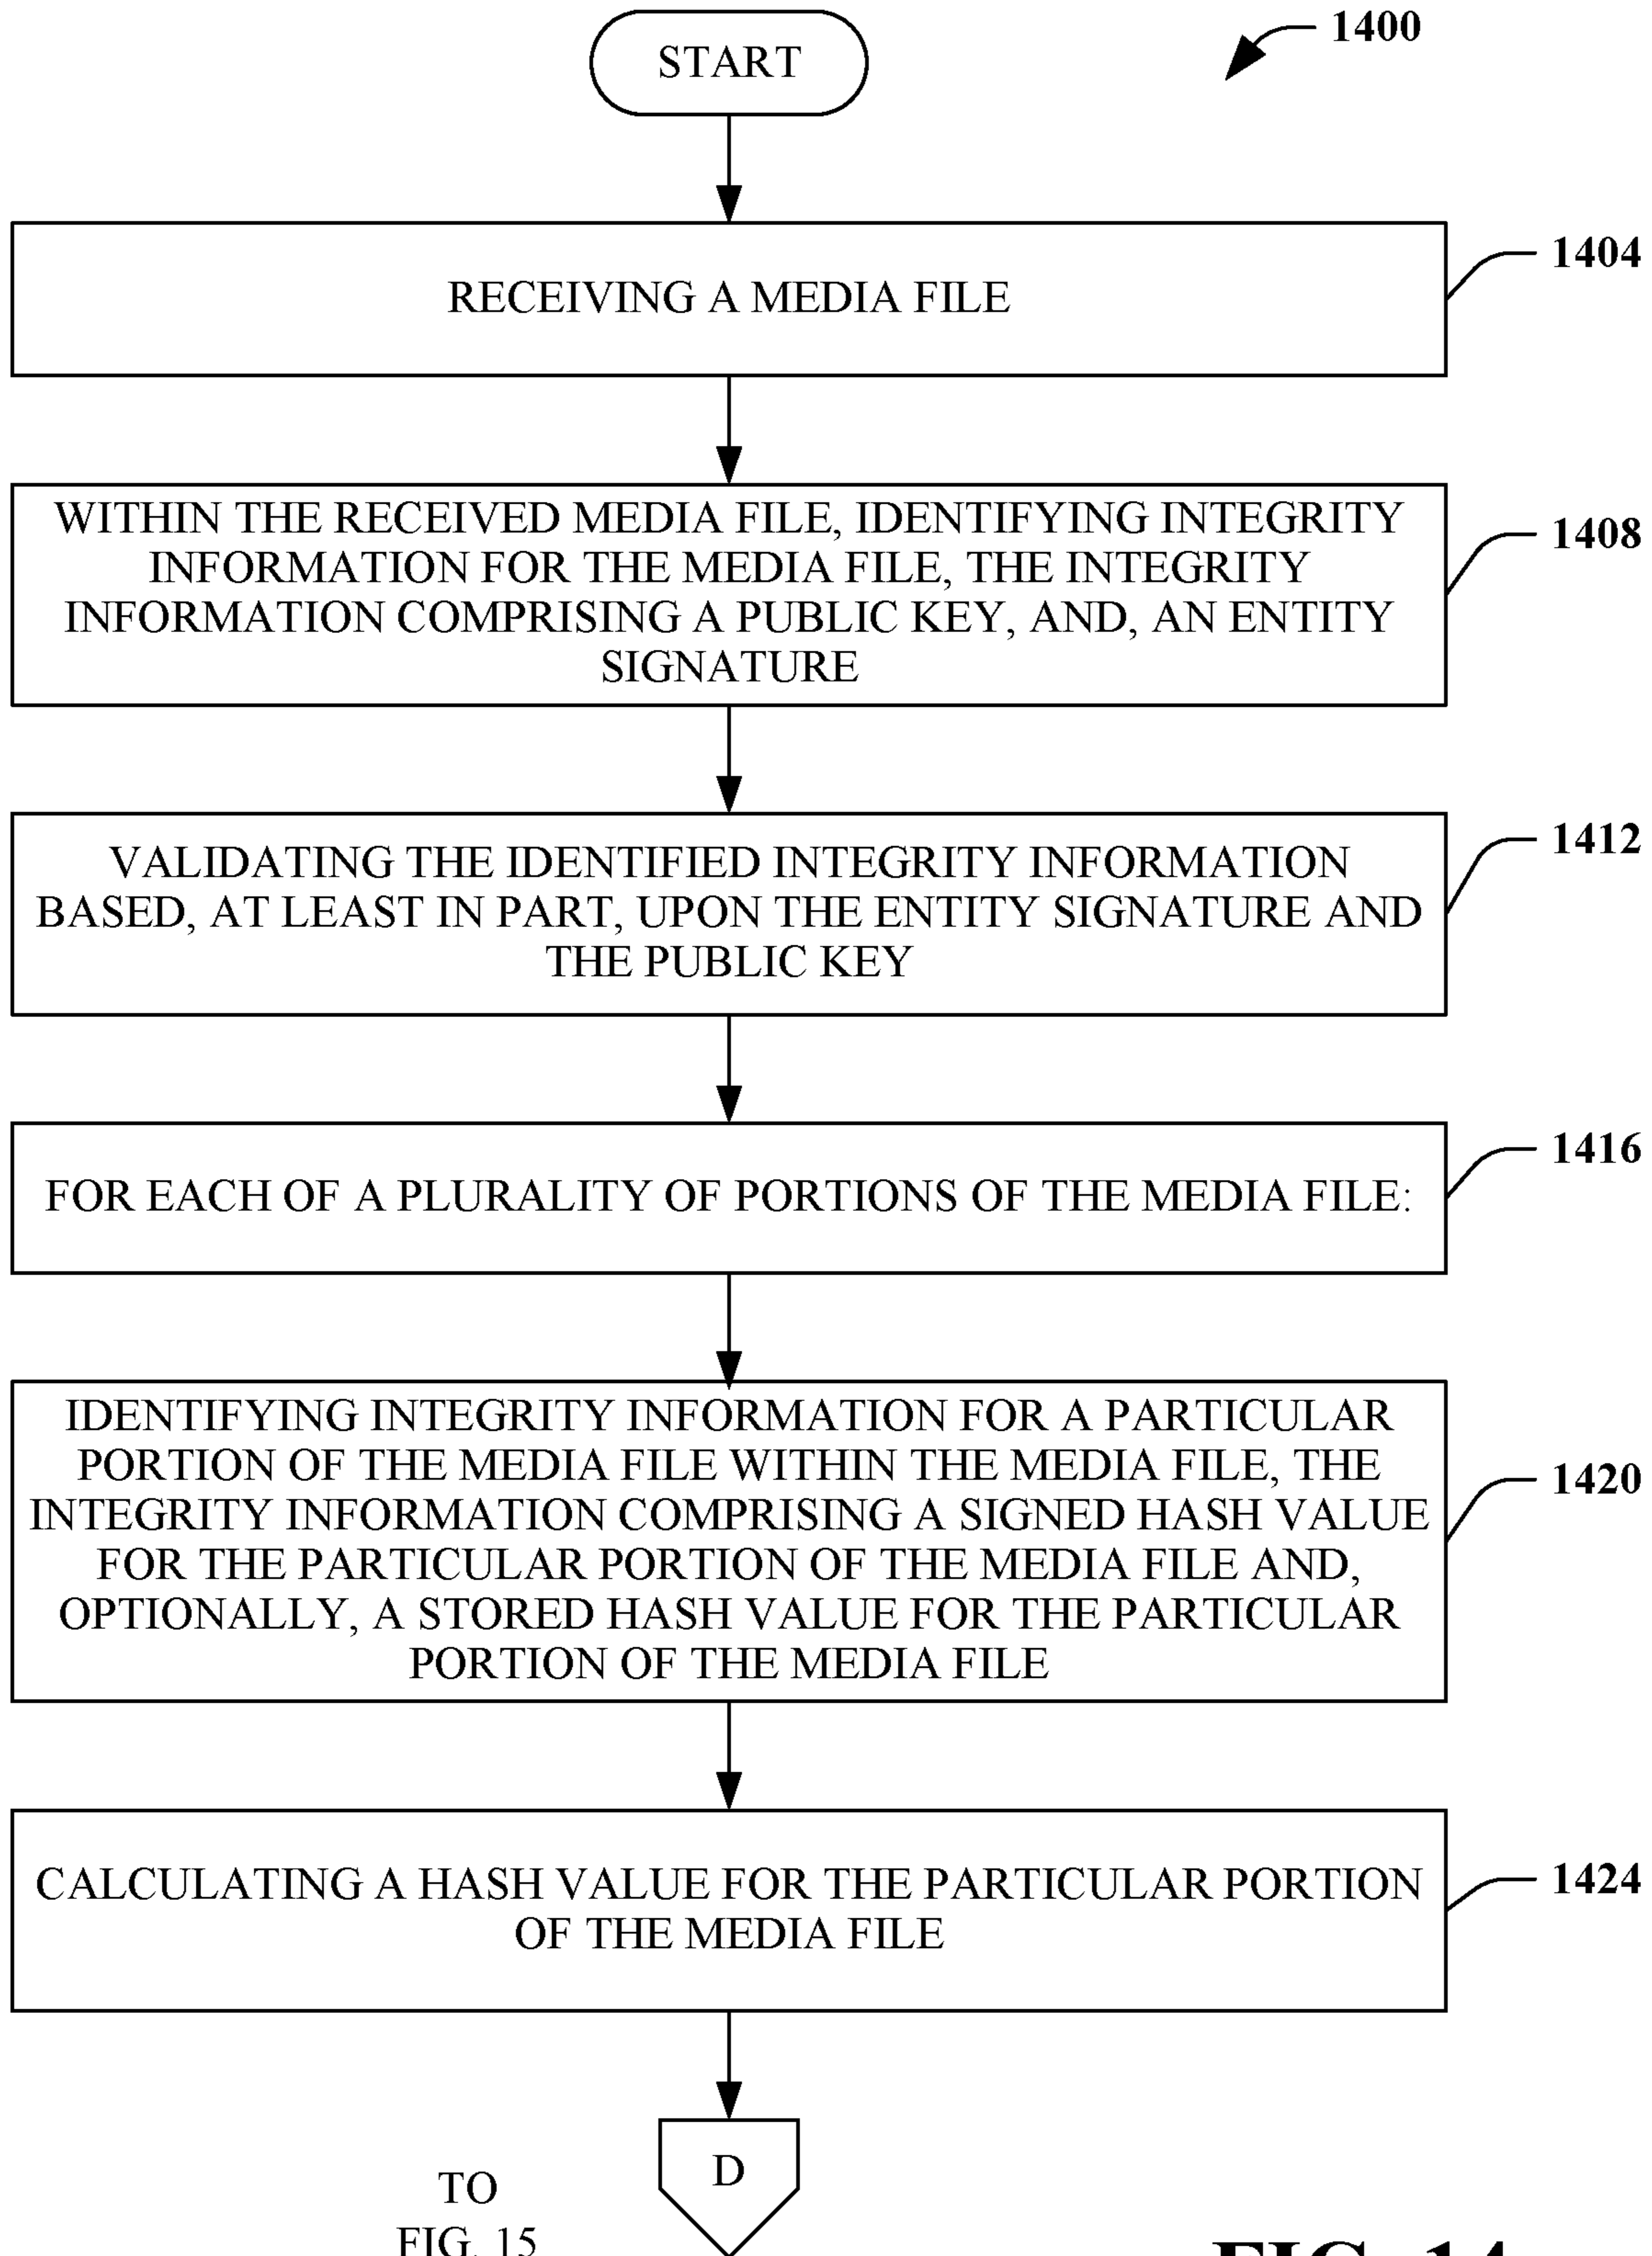 START
1400
RECEIVING A MEDIA FILE
1404
WITHIN THE RECEIVED MEDIA FILE, IDENTIFYING INTEGRITY
INFORMATION FOR THE MEDIA FILE, THE INTEGRITY
INFORMATION COMPRISING A PUBLIC KEY, AND, AN ENTITY
SIGNATURE
1408
VALIDATING THE IDENTIFIED INTEGRITY INFORMATION
BASED, AT LEAST IN PART, UPON THE ENTITY SIGNATURE AND
THE PUBLIC KEY
1412
FOR EACH OF A PLURALITY OF PORTIONS OF THE MEDIA FILE:
1416
IDENTIFYING INTEGRITY INFORMATION FOR A PARTICULAR
PORTION OF THE MEDIA FILE WITHIN THE MEDIA FILE, THE
INTEGRITY INFORMATION COMPRISING A SIGNED HASH VALUE
FOR THE PARTICULAR PORTION OF THE MEDIA FILE AND,
OPTIONALLY, A STORED HASH VALUE FOR THE PARTICULAR
PORTION OF THE MEDIA FILE
1420
CALCULATING A HASH VALUE FOR THE PARTICULAR PORTION
OF THE MEDIA FILE
1424
D
TO
FIG. 15
FIG. 14